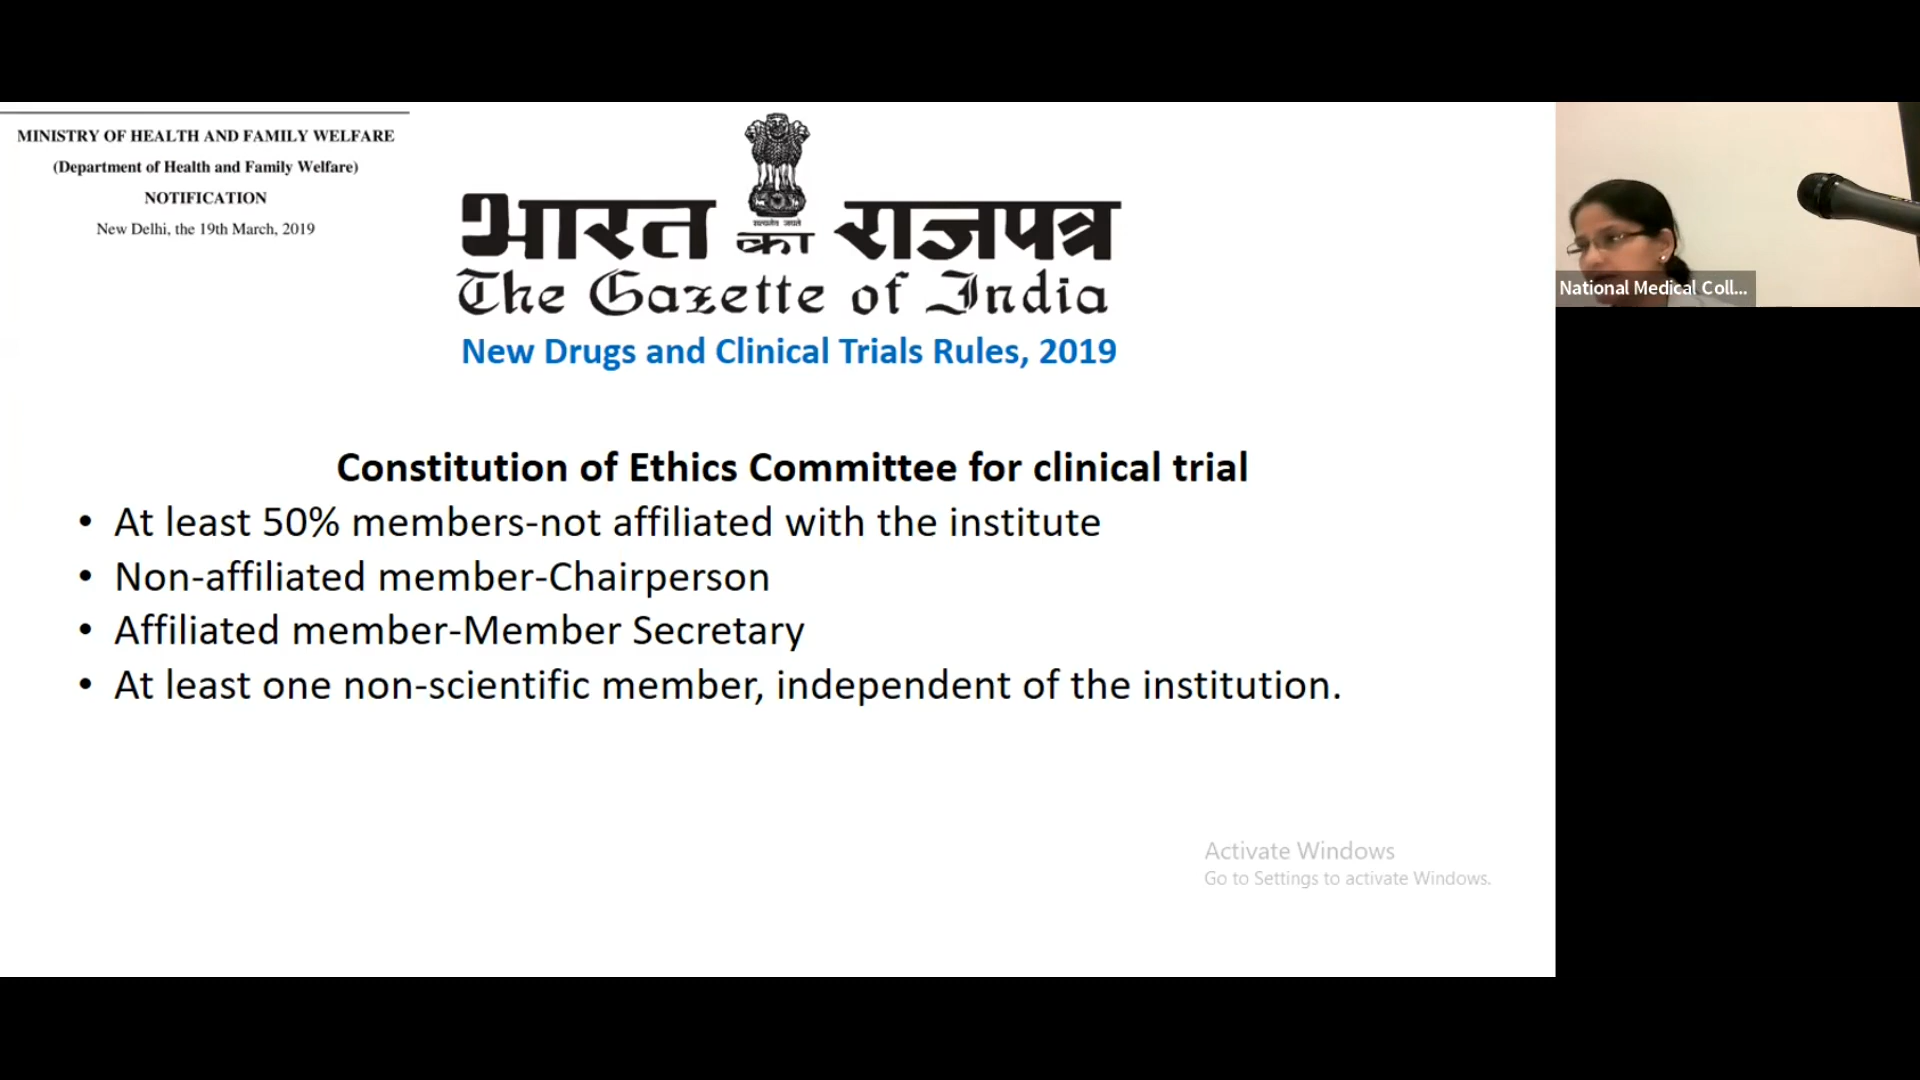 MINISTRY OF HEALTH AND FAMILY WELFARE
(Department of Health and Family Welfare)
NOTIFICATION
New Delhi, the 19th March, 2019
सत्यमेव जयते
भारत का राजपत्र
The Gazette of India
New Drugs and Clinical Trials Rules, 2019
Constitution of Ethics Committee for clinical trial
• At least 50% members-not affiliated with the institute
• Non-affiliated member-Chairperson
• Affiliated member-Member Secretary
• At least one non-scientific member, independent of the institution.
Activate Windows
Go to Settings to activate Windows.
National Medical Coll...